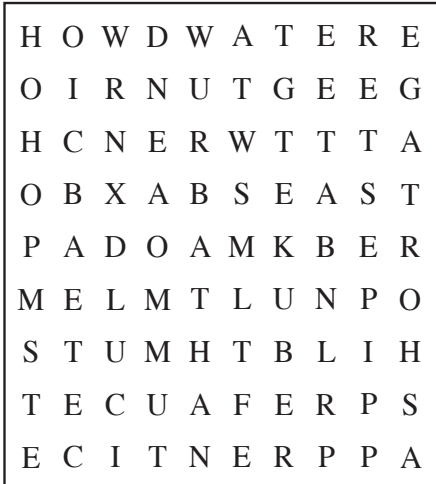 H O W D W A T E R E
O I R N U T G E E G
H C N E R W T T T A
O B X A B S E A S T
P A D O A M K B E R
M E L M T L U N P O
S T U M H T B L I H
T E C U A F E R P S
E C I T N E R P P A